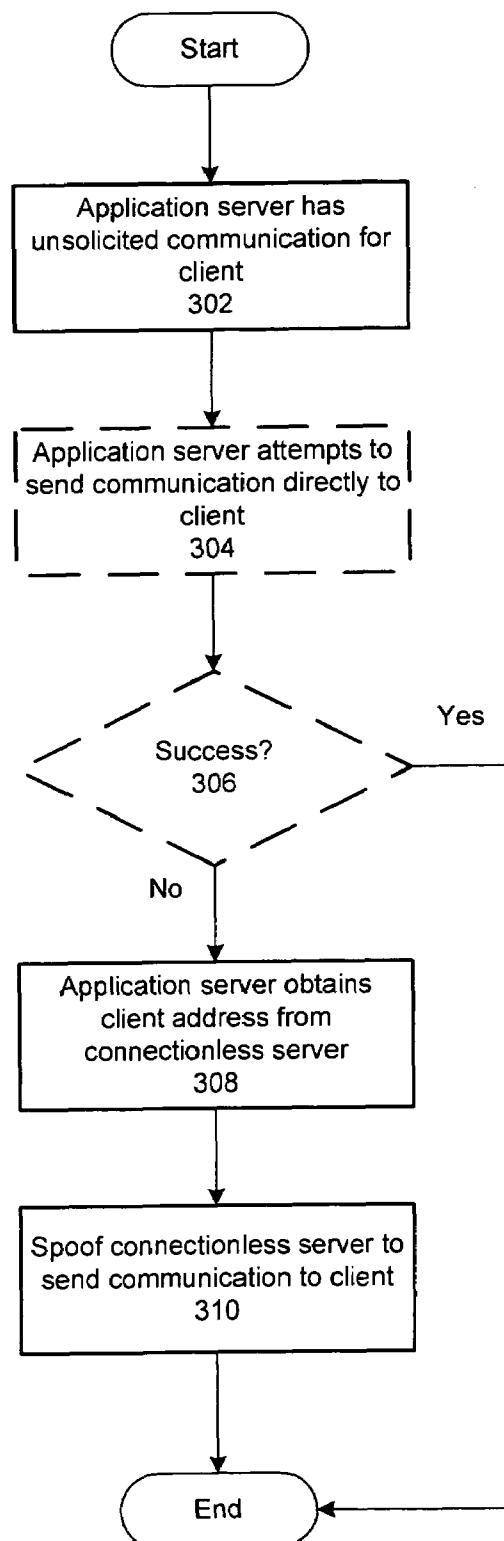 Start
Application server has
unsolicited communication for
client
302
Application server attempts to
send communication directly to
client
304
Success?
306
Yes
No
Application server obtains
client address from
connectionless server
308
Spoof connectionless server to
send communication to client
310
End